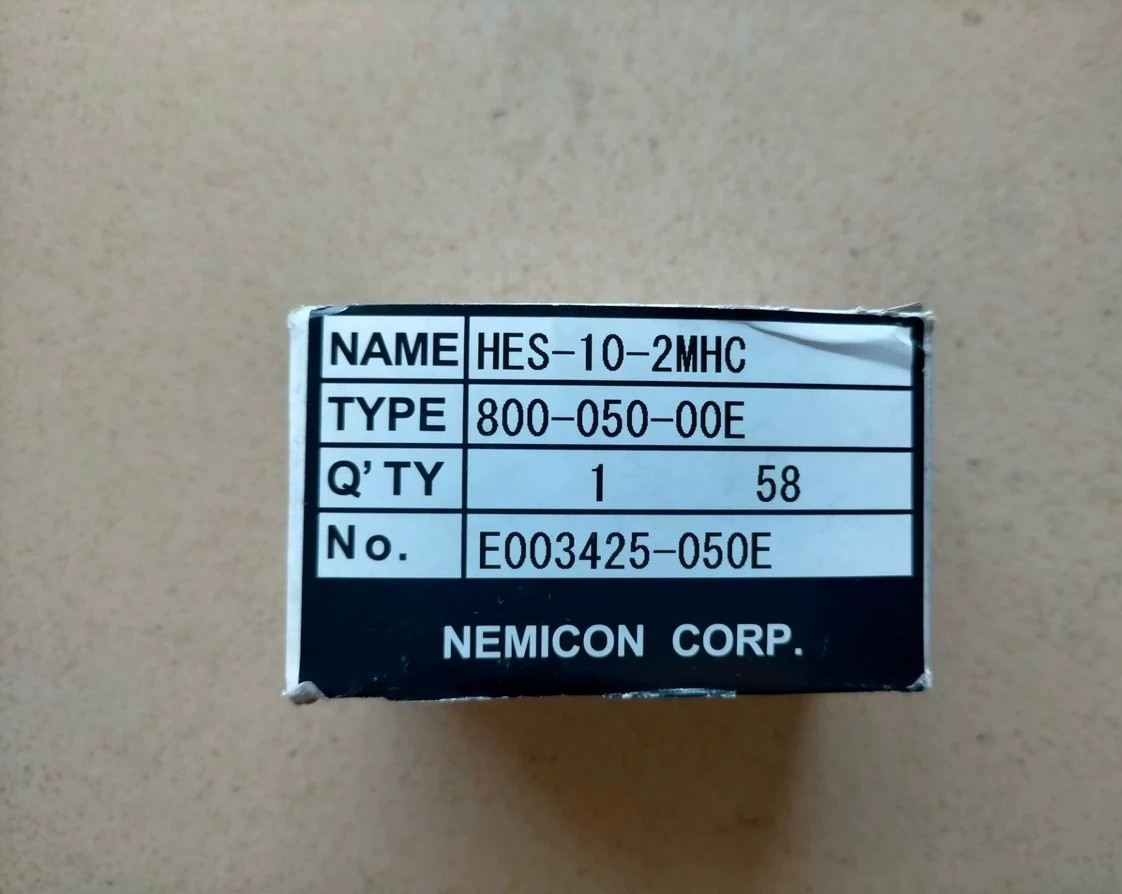 NAME HES-10-2MHC
TYPE 800-050-00E
Q'TY 1 58
No. E003425-050E
NEMICON CORP.